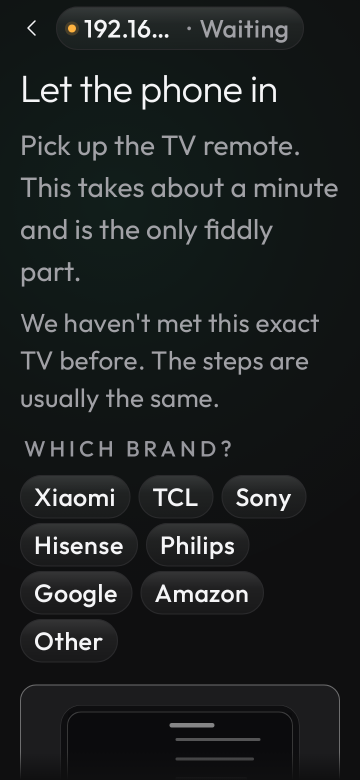 192.16... · Waiting
Let the phone in
Pick up the TV remote.
This takes about a minute
and is the only fiddly
part.
We haven't met this exact
TV before. The steps are
usually the same.
WHICH BRAND?
Xiaomi TCL Sony
Hisense Philips
Google Amazon
Other